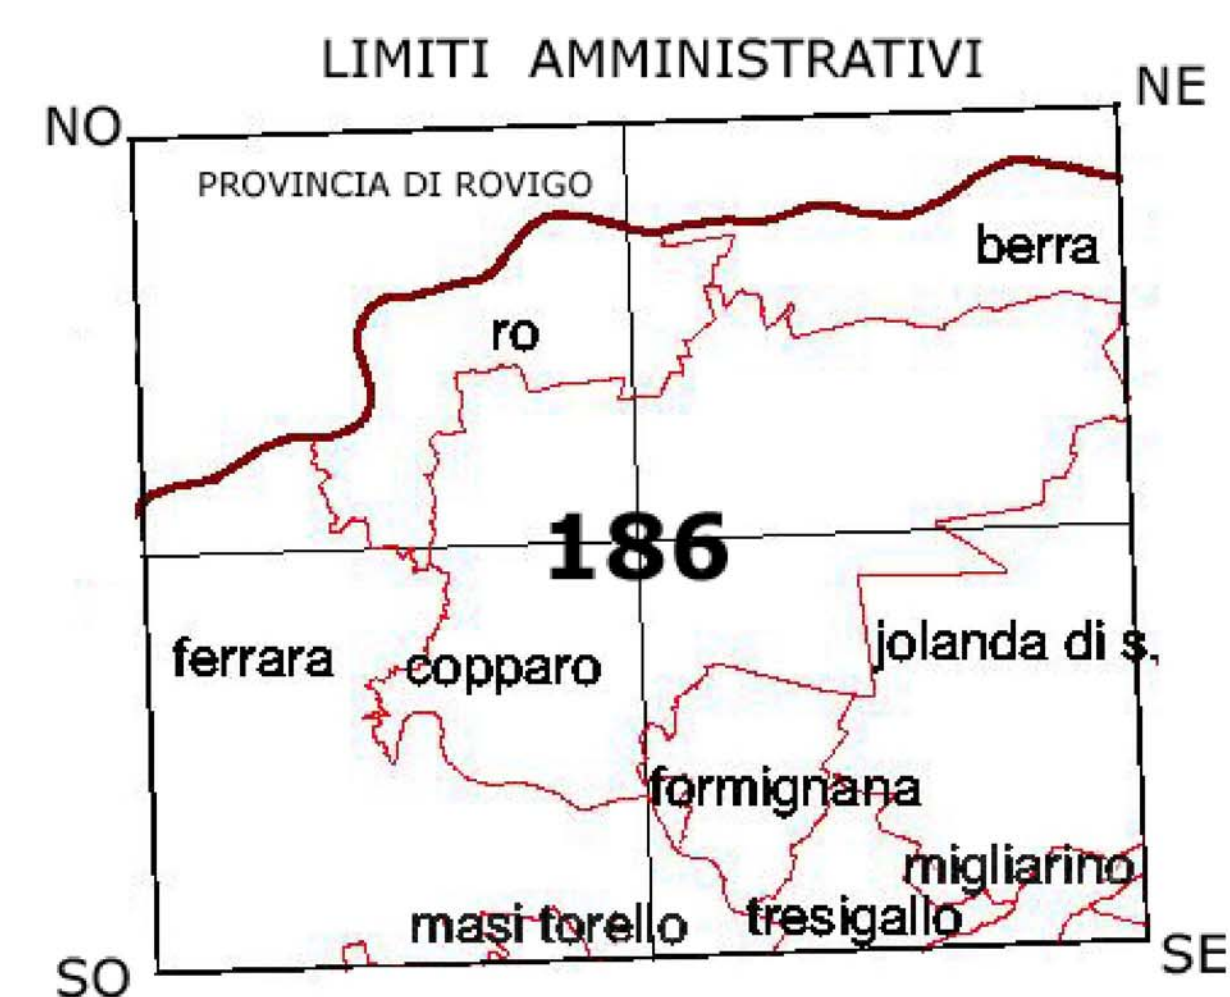 LIMITI AMMINISTRATIVI
NO
NE
PROVINCIA DI ROVIGO
berra
ro
186
ferrara
copparo
jolanda di s.
formignana
migliarino
masi torello
tresigallo
SO
SE